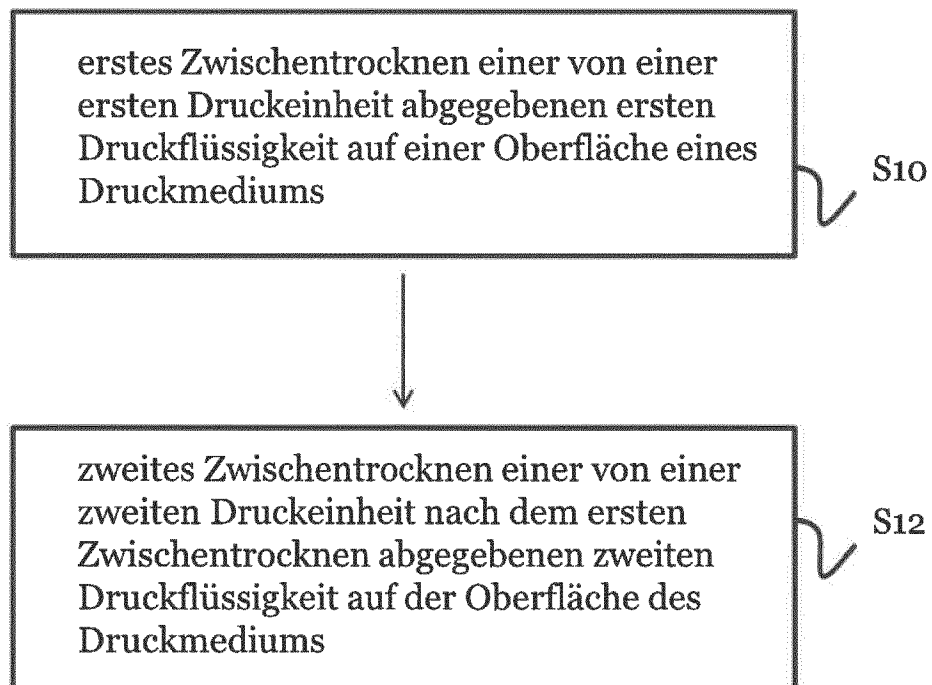 erstes Zwischentrocknen einer von einer
ersten Druckeinheit abgegebenen ersten
Druckflüssigkeit auf einer Oberfläche eines
Druckmediums
S10
zweites Zwischentrocknen einer von einer
zweiten Druckeinheit nach dem ersten
Zwischentrocknen abgegebenen zweiten
Druckflüssigkeit auf der Oberfläche des
Druckmediums
S12